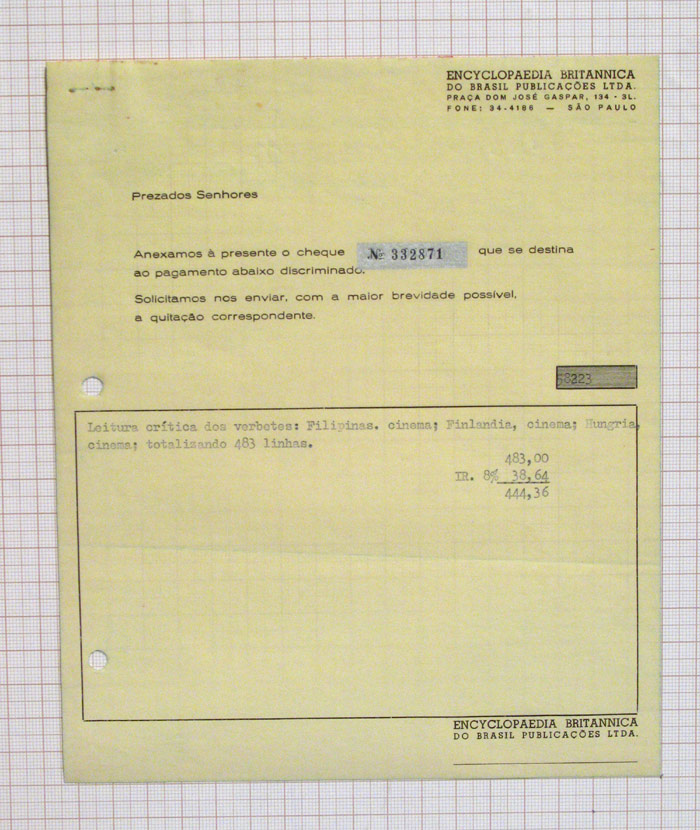 ENCYCLOPAEDIA BRITANNICA
DO BRASIL PUBLICAÇÕES LTDA.
PRAÇA DOM JOSÉ GASPAR, 134 - 3L.
FONE: 34-4186 — SÃO PAULO
Prezados Senhores
Anexamos à presente o cheque Nº 332871 que se destina
ao pagamento abaixo discriminado.
Solicitamos nos enviar, com a maior brevidade possível,
a quitação correspondente.
58223
Leitura crítica dos verbetes: Filipinas. cinema; Finlandia, cinema; Hungria,
cinema; totalizando 483 linhas.
483,00
IR. 8% 38,64
444,36
ENCYCLOPAEDIA BRITANNICA
DO BRASIL PUBLICAÇÕES LTDA.